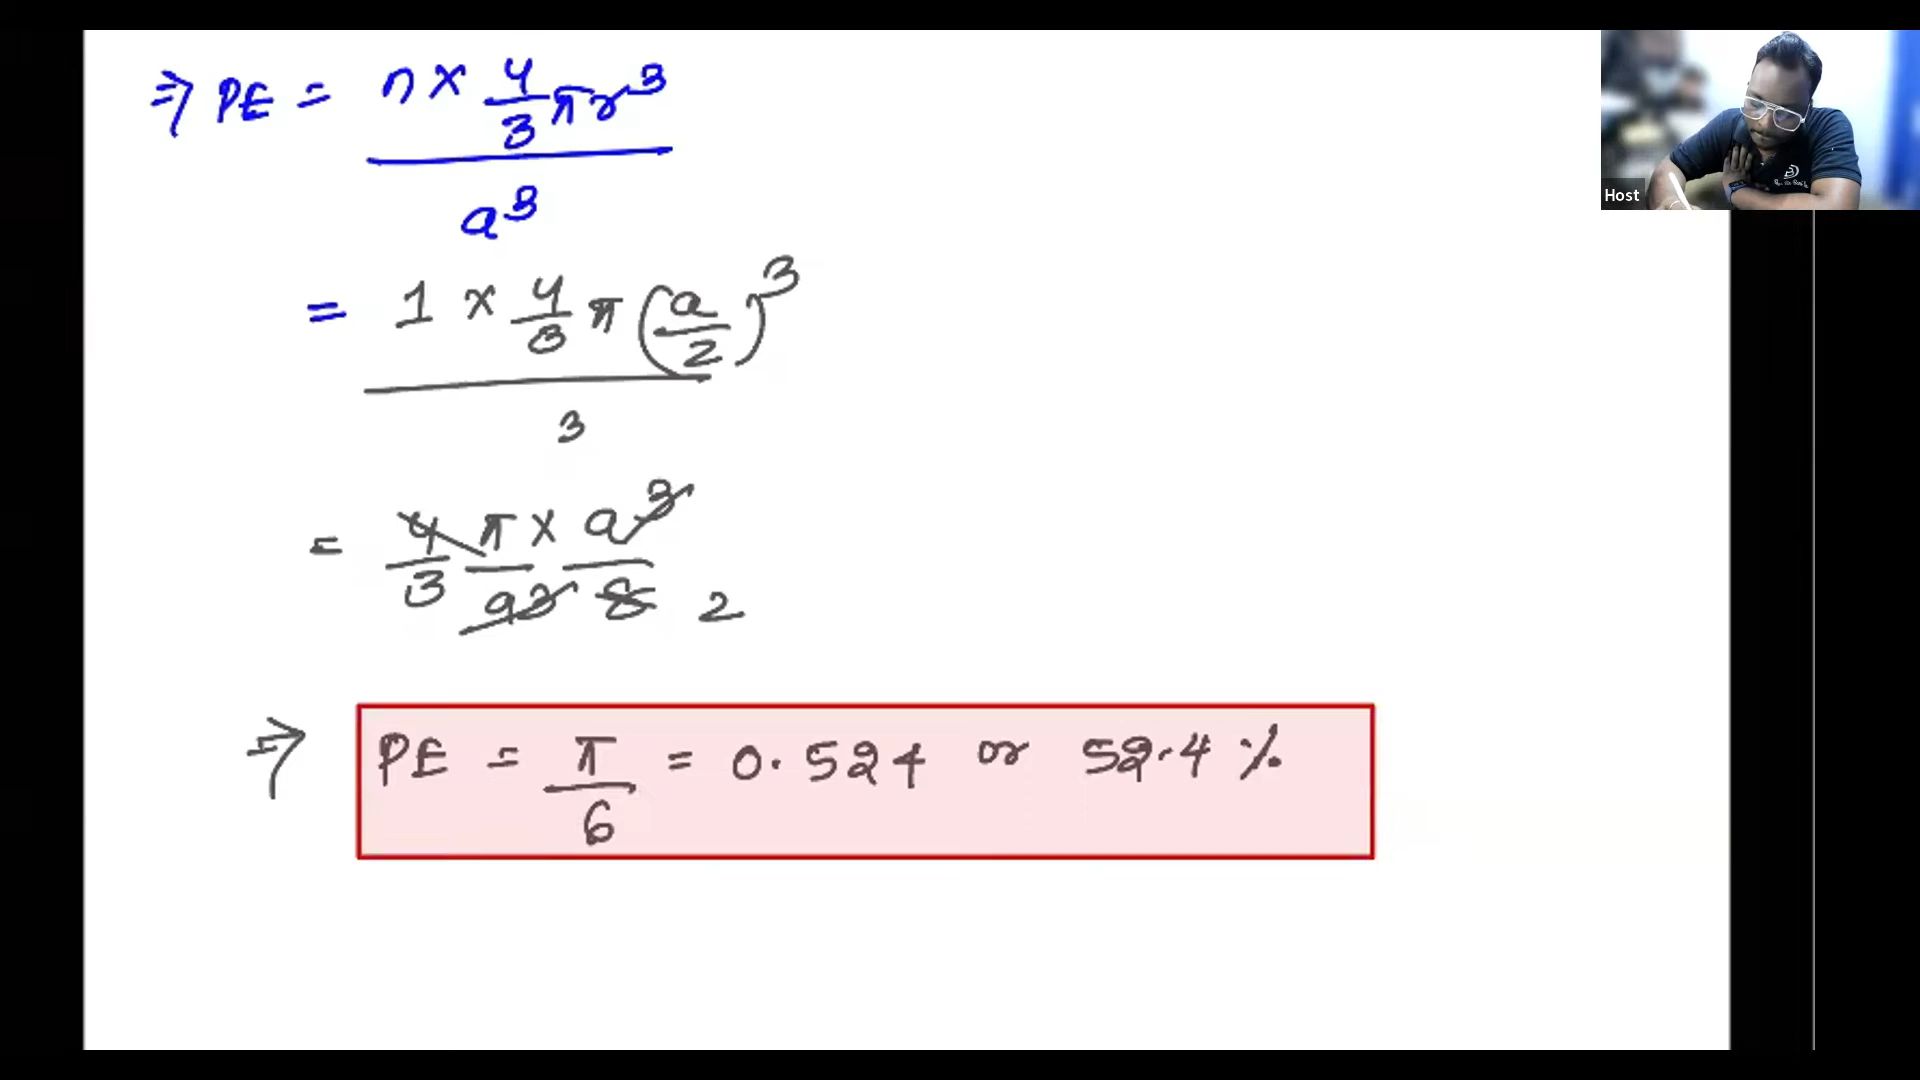 ⇒ PE = n × 4/3 πr³
a³
= 1 × 4/3 π (a/2)³
3
= 4/3 π/a³ × a³/8 2
⇒ PE = π/6 = 0.524 or 52.4 %
Host